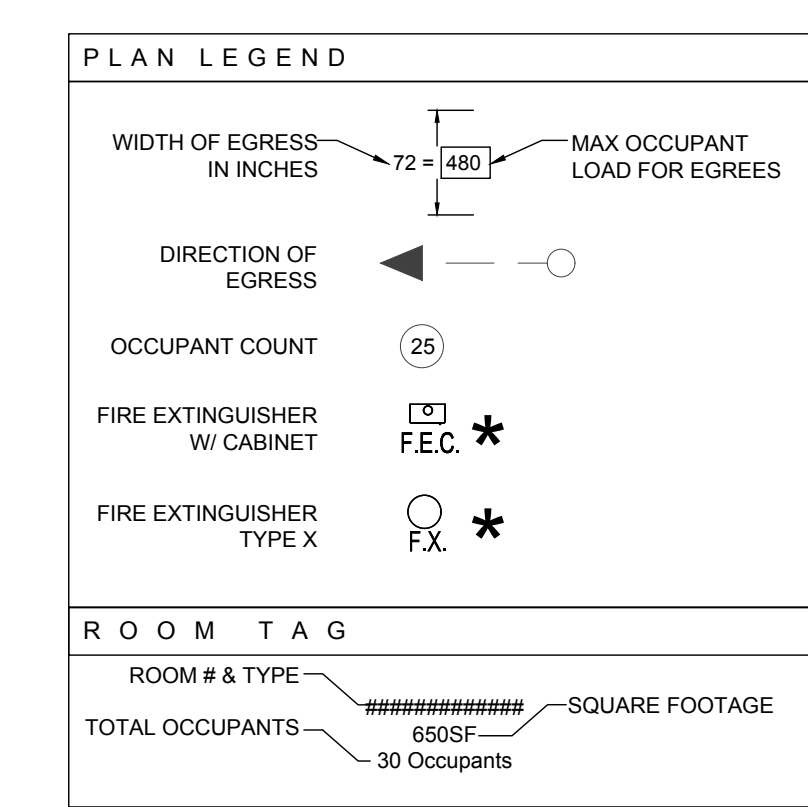 PLAN LEGEND
WIDTH OF EGRESS
IN INCHES
72 = 480
MAX OCCUPANT
LOAD FOR EGREES
DIRECTION OF
EGRESS
OCCUPANT COUNT
25
FIRE EXTINGUISHER
W/ CABINET
F.E.C. *
FIRE EXTINGUISHER
TYPE X
F.X. *
ROOM TAG
ROOM # & TYPE
#############
SQUARE FOOTAGE
TOTAL OCCUPANTS
650SF
30 Occupants